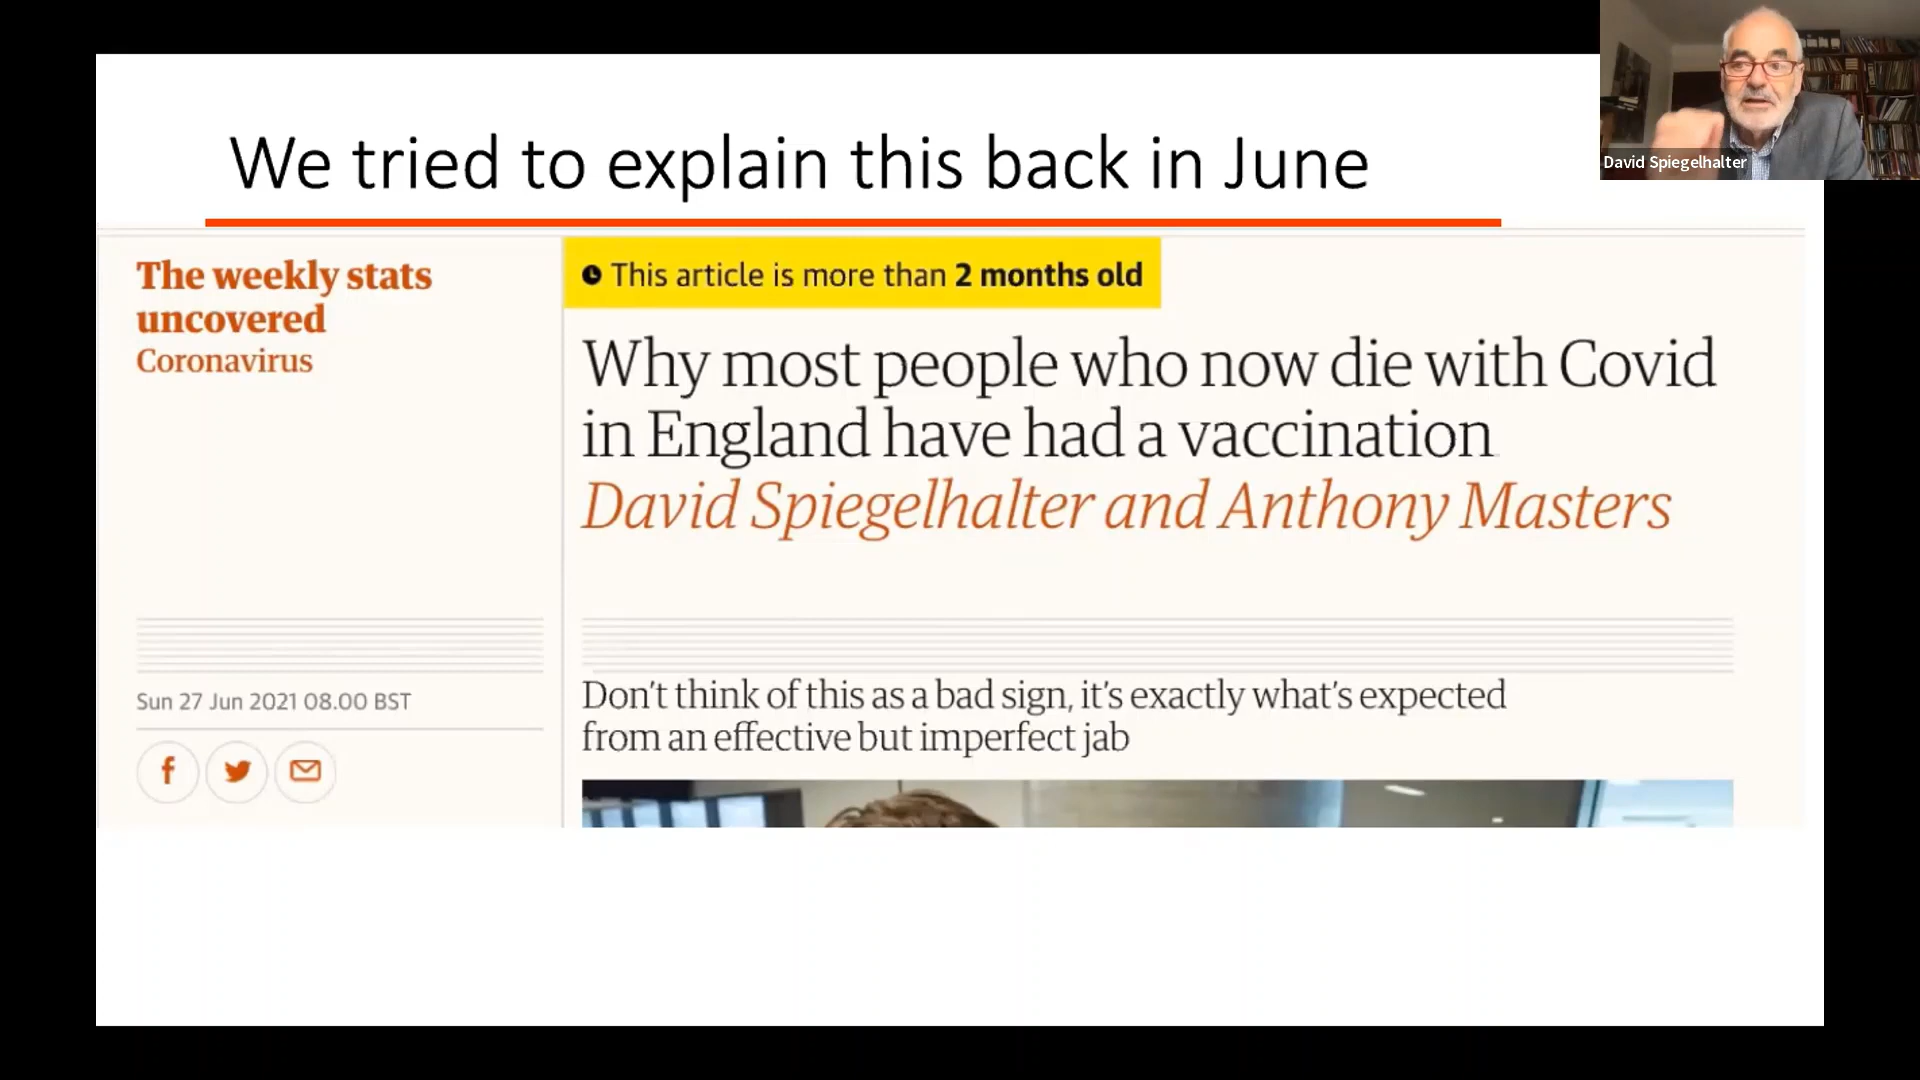 We tried to explain this back in June
David Spiegelhalter
The weekly stats
uncovered
Coronavirus
This article is more than 2 months old
Why most people who now die with Covid
in England have had a vaccination
David Spiegelhalter and Anthony Masters
Sun 27 Jun 2021 08.00 BST
Don't think of this as a bad sign, it's exactly what's expected
from an effective but imperfect jab